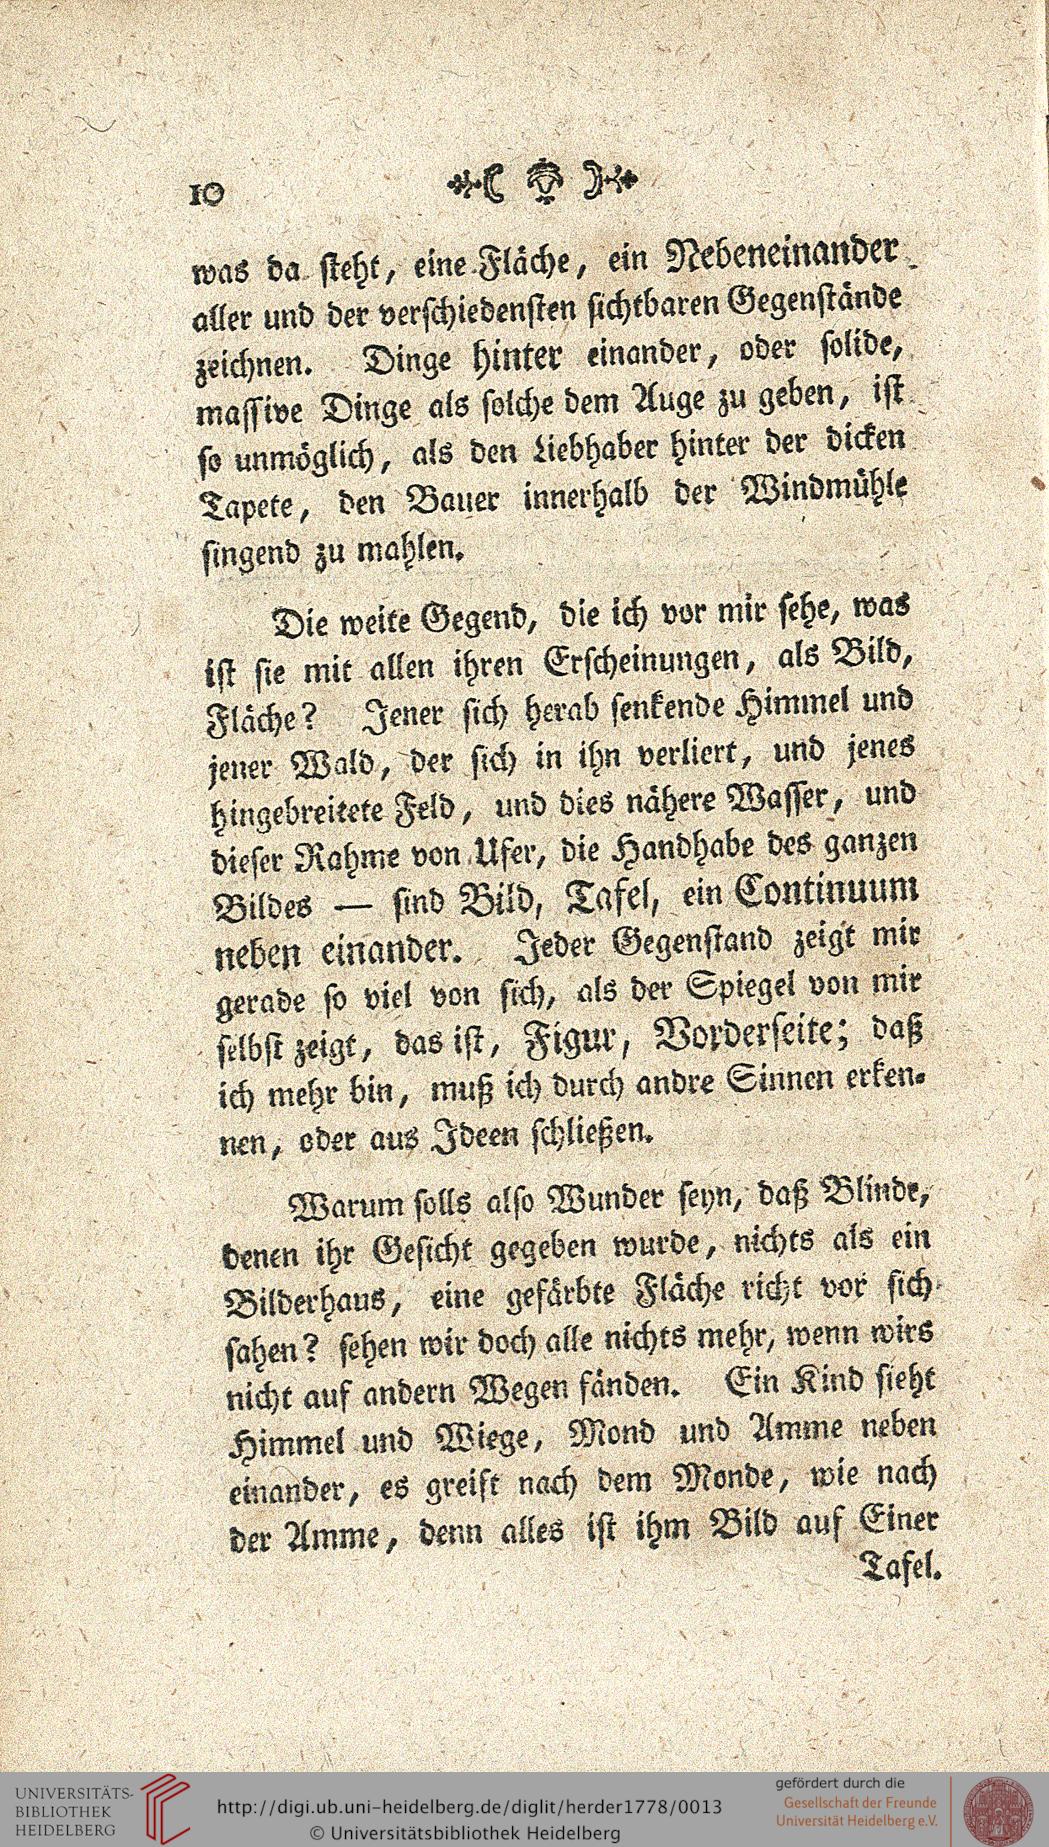 10
was da steht, eine Fläche, ein Nebeneinander
aller und der verschiedensten sichtbaren Gegenstände
zeichnen. Dinge hinter einander, oder solide,
massive Dinge als solche dem Auge zu geben, ist
so unmöglich, als den Liebhaber hinter der dicken
Tapete, den Bauer innerhalb der Windmühle
singend zu mahlen.
Die weite Gegend, die ich vor mir sehe, was
ist sie mit allen ihren Erscheinungen, als Bild,
Fläche? Jener sich herab senkende Himmel und
jener Wald, der sich in ihn verliert, und jenes
hingebreitete Feld, und dies nähere Wasser, und
dieser Rahme von Ufer, die Handhabe des ganzen
Bildes — sind Bild, Tafel, ein Continuum
neben einander. Jeder Gegenstand zeigt mir
gerade so viel von sich, als der Spiegel von mir
selbst zeigt, das ist, Figur, Vorderseite; daß
ich mehr bin, muß ich durch andre Sinnen erken-
nen, oder aus Ideen schließen.
Warum solls also Wunder seyn, daß Blinde,
denen ihr Gesicht gegeben wurde, nichts als ein
Bilderhaus, eine gefärbte Fläche richt vor sich
sahen? sehen wir doch alle nichts mehr, wenn wirs
nicht auf andern Wegen fänden. Ein Kind sieht
Himmel und Wiege, Mond und Amme neben
einander, es greift nach dem Monde, wie nach
der Amme, denn alles ist ihm Bild auf Einer
Tafel.
UNIVERSITÄTS-
BIBLIOTHEK
HEIDELBERG
http://digi.ub.uni-heidelberg.de/diglit/herder1778/0013
© Universitätsbibliothek Heidelberg
gefördert durch die
Gesellschaft der Freunde
Universität Heidelberg e.V.